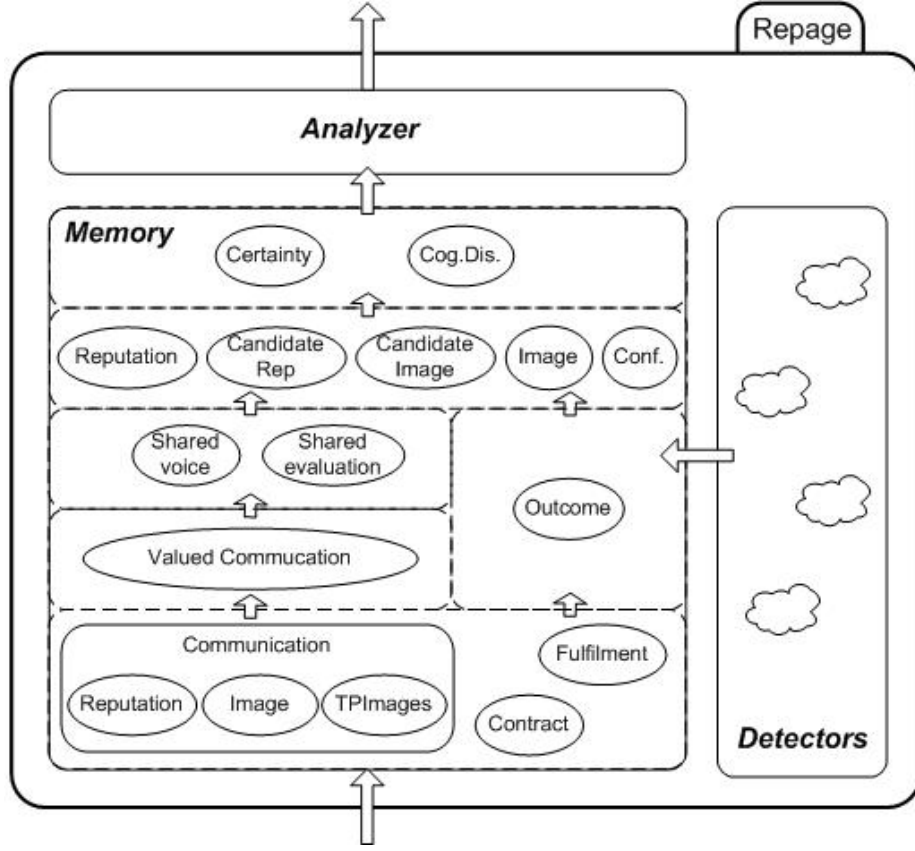 Repage
Analyzer
Memory
Certainty
Cog.Dis.
Reputation
Candidate
Rep
Candidate
Image
Image
Conf.
Shared
voice
Shared
evaluation
Outcome
Valued Commucation
Communication
Fulfilment
Reputation
Image
TPImages
Contract
Detectors